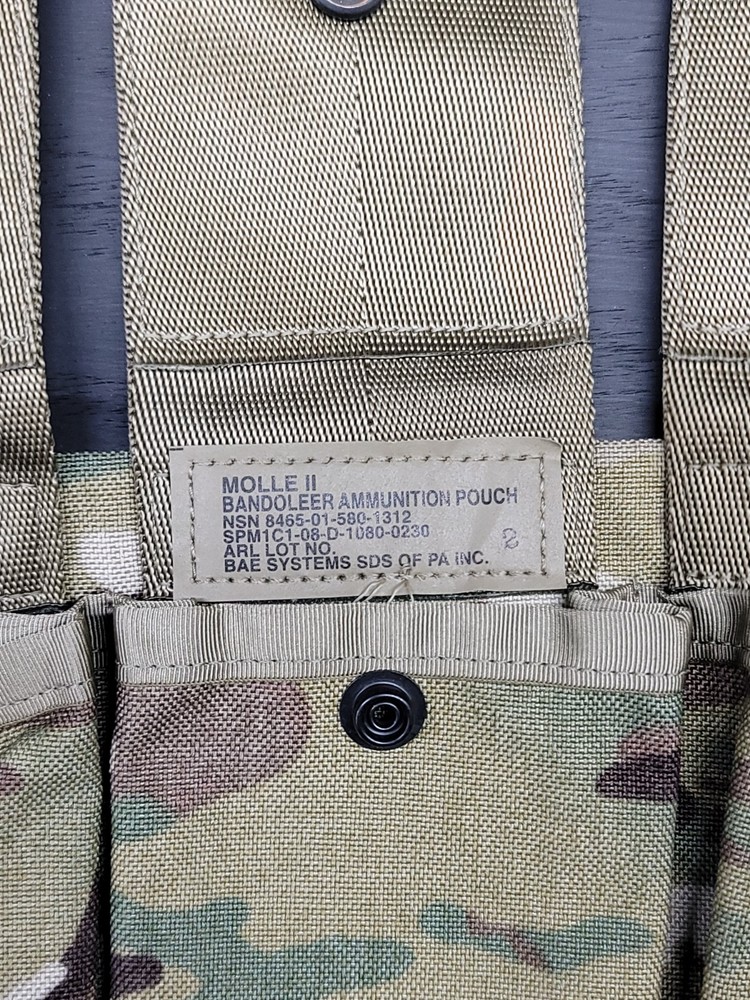 MOLLE II
BANDOLEER AMMUNITION POUCH
NSN 8465-01-580-1312
SPM1C1-08-D-1080-0230
ARL LOT NO.
BAE SYSTEMS SDS OF PA INC.
2